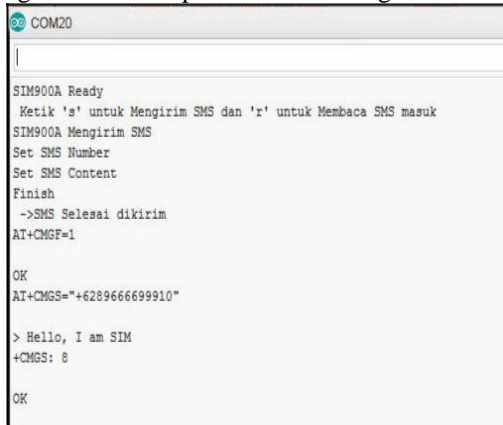 COM20
SIM900A Ready
Ketik 's' untuk Mengirim SMS dan 'r' untuk Membaca SMS masuk
SIM900A Mengirim SMS
Set SMS Number
Set SMS Content
Finish
->SMS Selesai dikirim
AT+CMGF=1
OK
AT+CMGS="+6289666699910"
> Hello, I am SIM
+CMGS: 8
OK